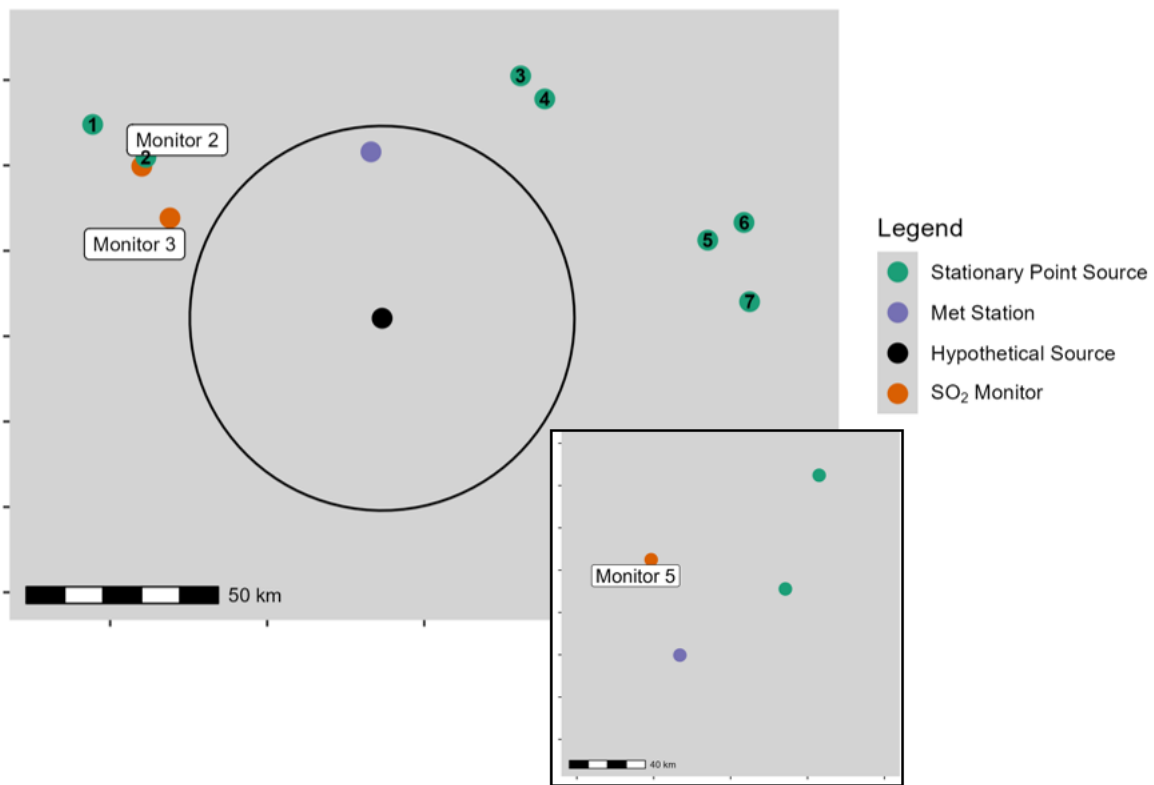 3
4
1
Monitor 2
2
Monitor 3
6
5
7
Legend
Stationary Point Source
Met Station
Hypothetical Source
SO₂ Monitor
50 km
Monitor 5
40 km